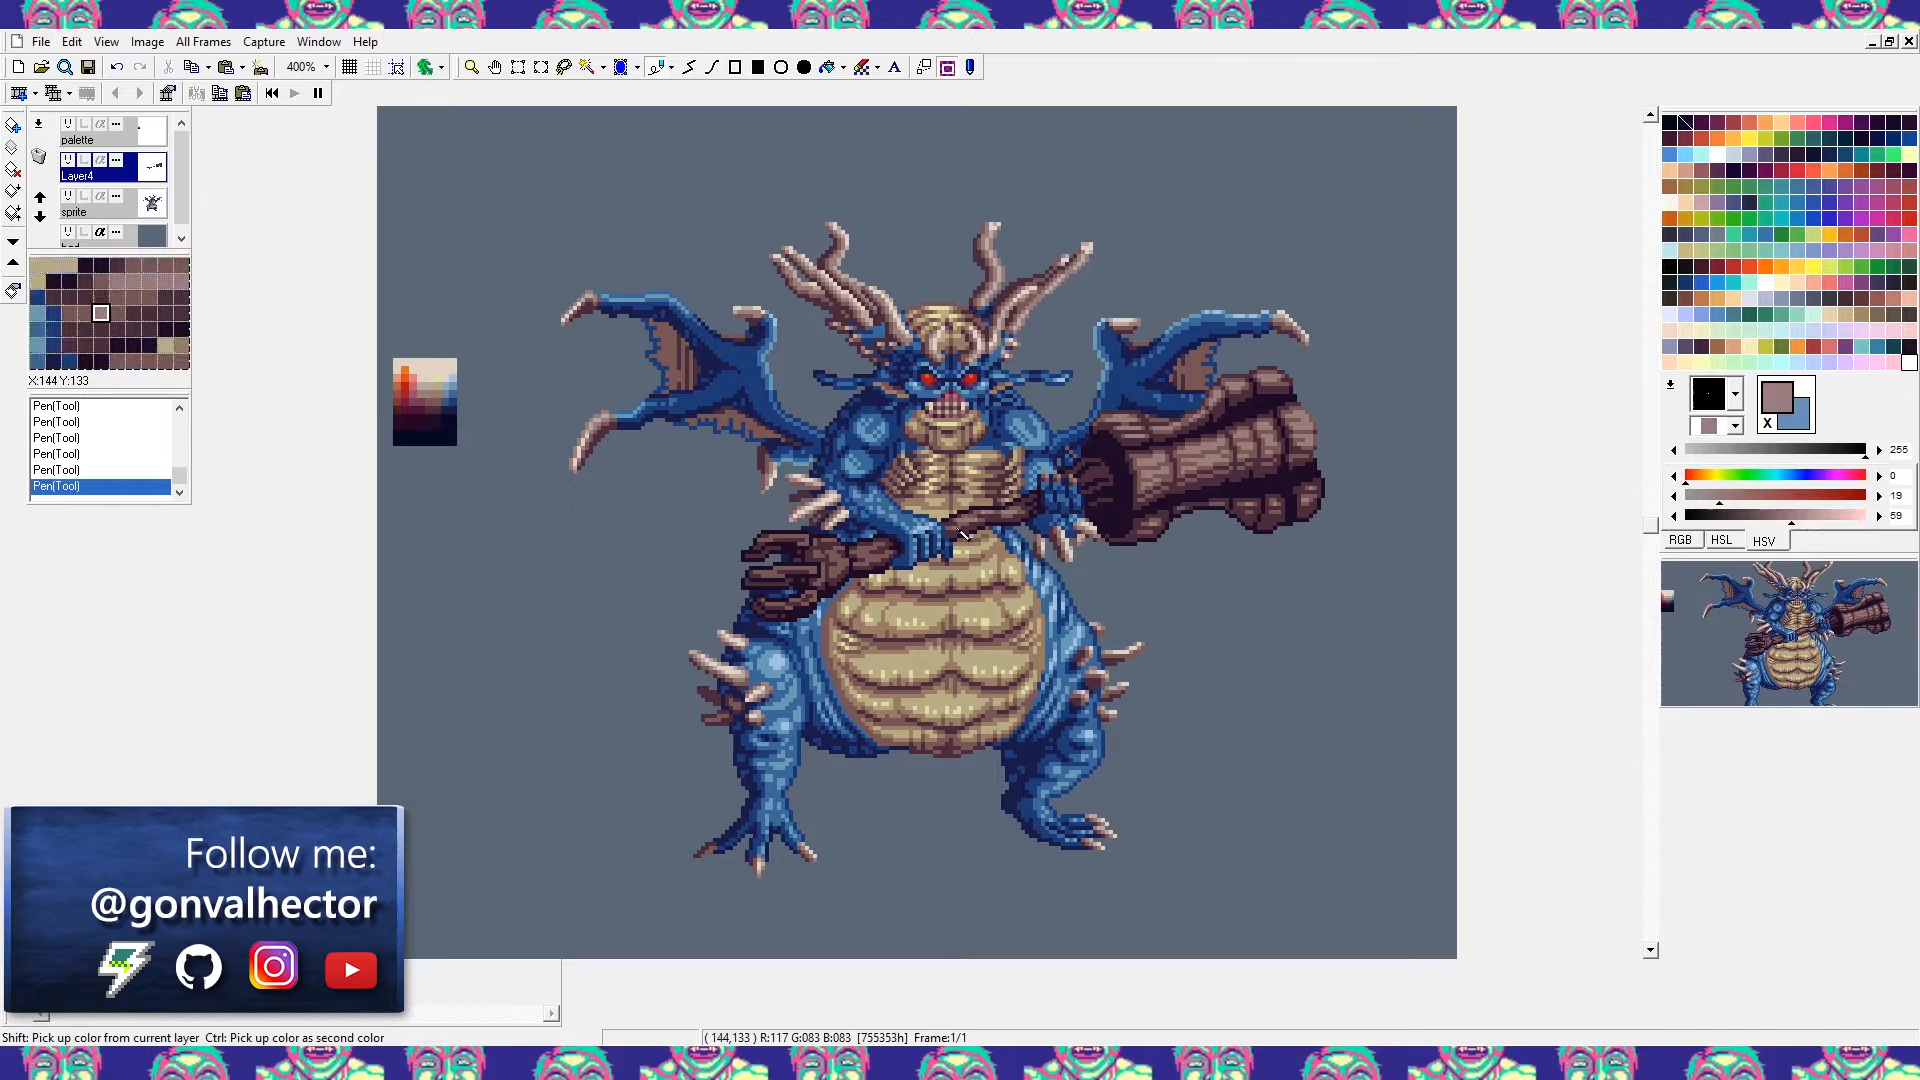 File Edit View Image All Frames Capture Window Help
400%
palette
Layer4
sprite
X:144 Y:133
Pen(Tool)
Pen(Tool)
Pen(Tool)
Pen(Tool)
Pen(Tool)
Pen(Tool)
X
255
0
19
59
RGB HSL HSV
Follow me:
@gonvalhector
Shift: Pick up color from current layer Ctrl: Pick up color as second color
( 144,133 ) R:117 G:083 B:083 [755353h] Frame:1/1